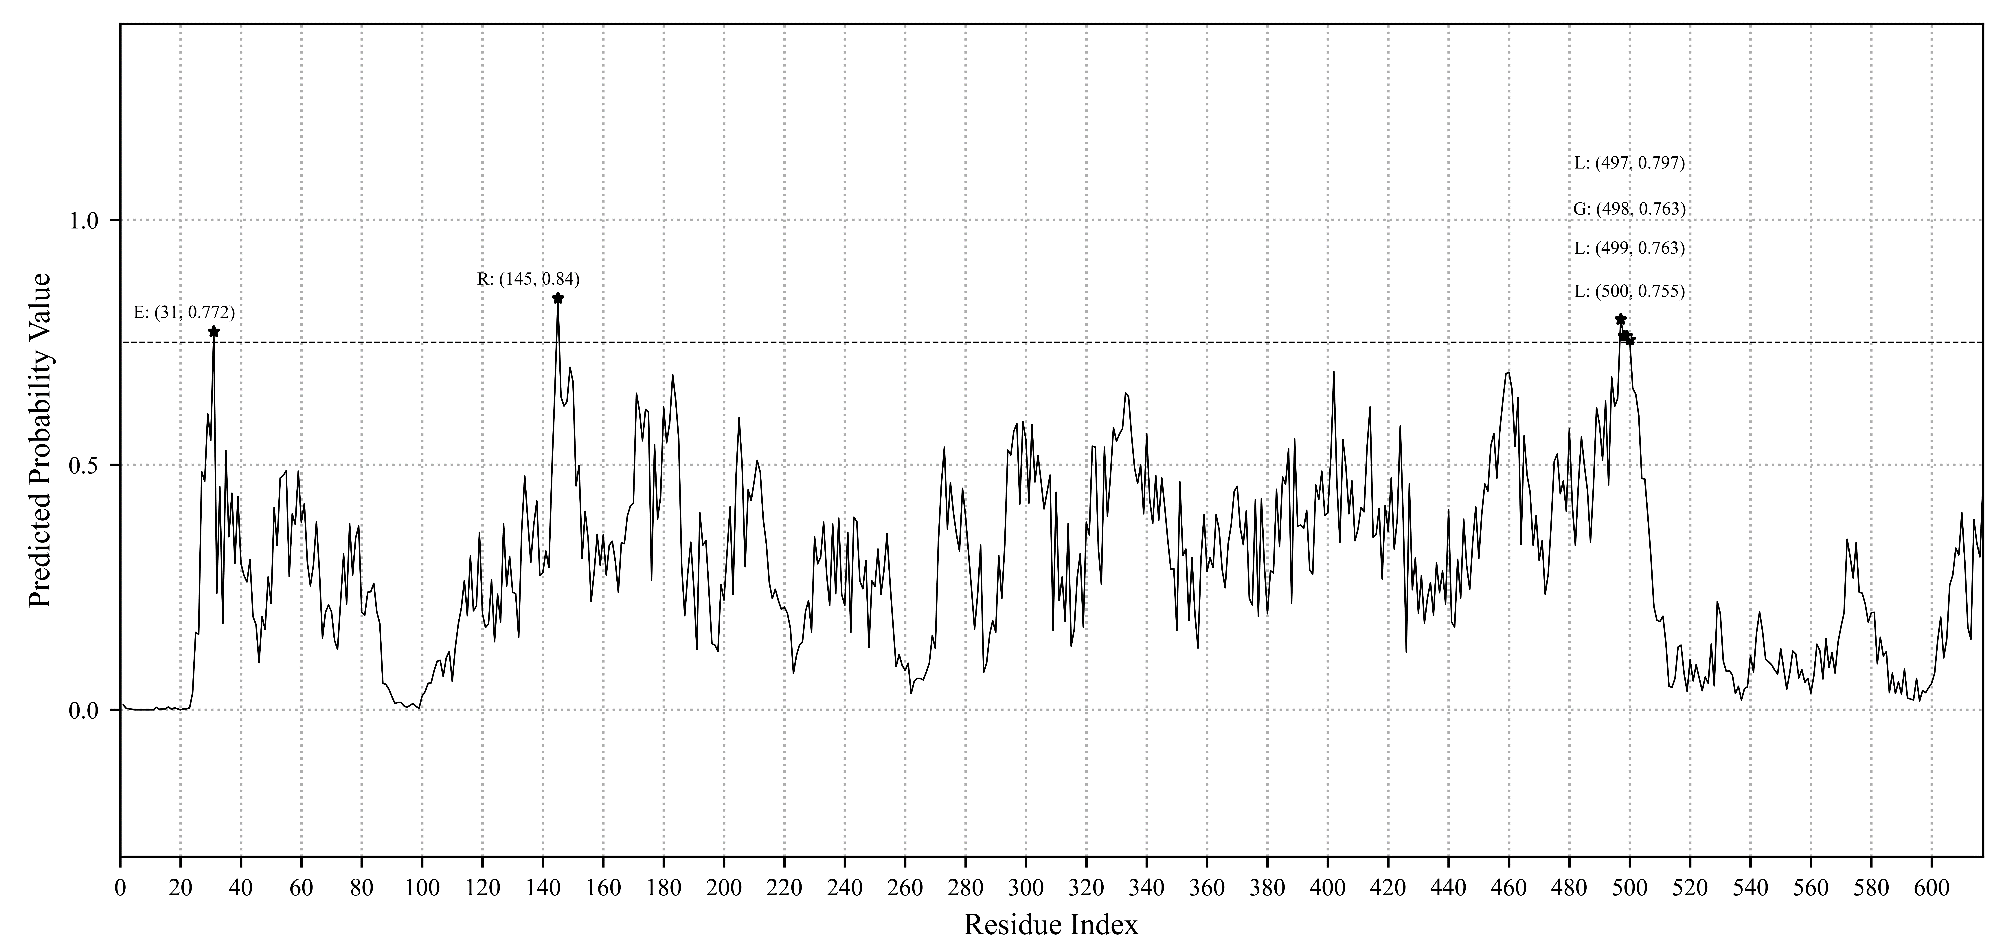 L: (497, 0.797)
G: (498, 0.763)
L: (499, 0.763)
L: (500, 0.755)
R: (145, 0.84)
E: (31, 0.772)
1.0
0.5
0.0
Predicted Probability Value
0 20 40 60 80 100 120 140 160 180 200 220 240 260 280 300 320 340 360 380 400 420 440 460 480 500 520 540 560 580 600
Residue Index